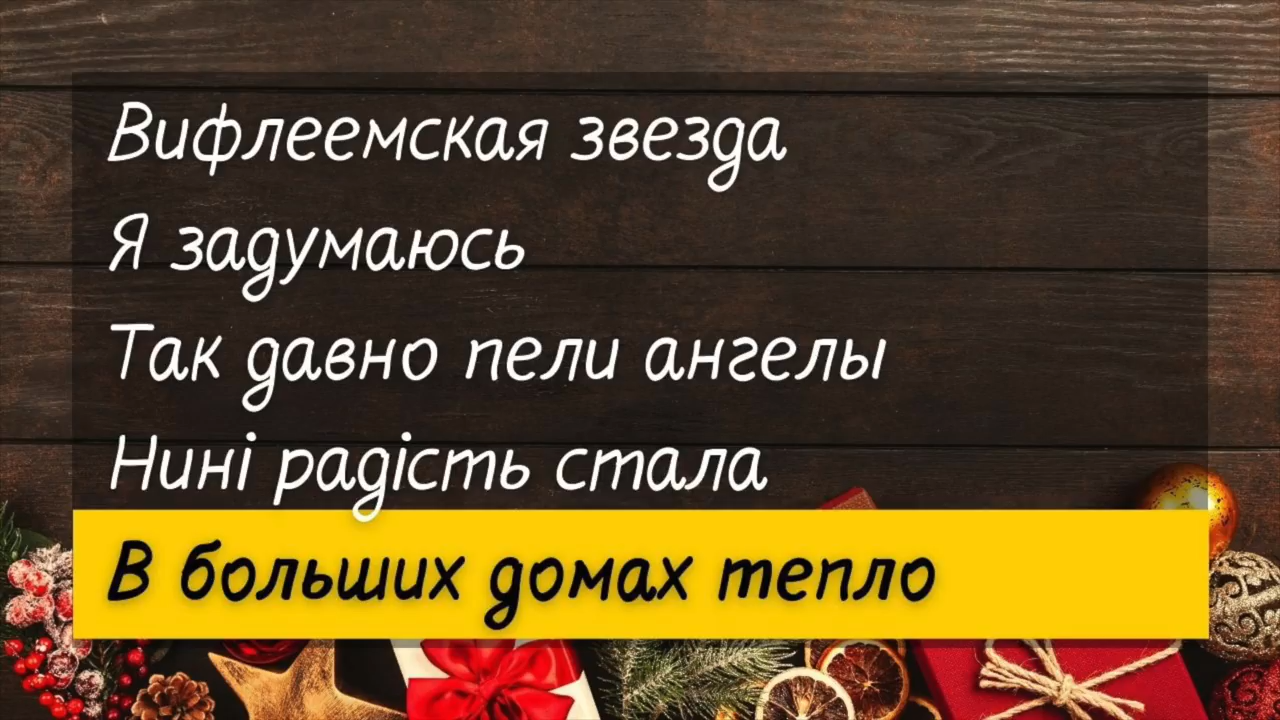 Вифлеемская звезда
Я задумаюсь
Так давно пели ангелы
Нині радість стала
В больших домах тепло